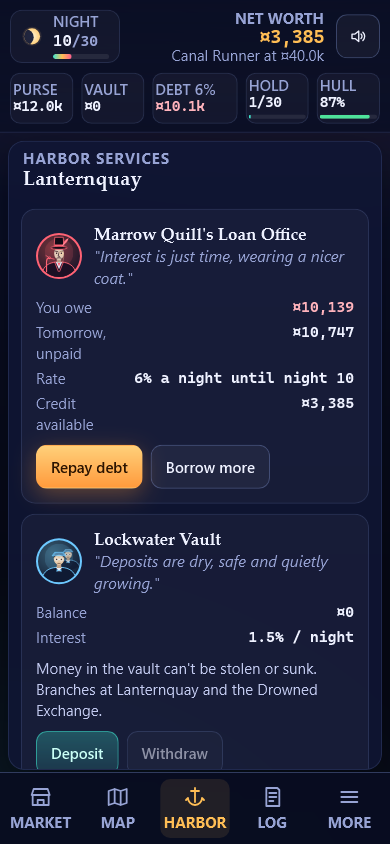 NIGHT
10/30
NET WORTH
¤3,385
Canal Runner at ¤40.0k
PURSE
¤12.0k
VAULT
¤0
DEBT 6%
¤10.1k
HOLD
1/30
HULL
87%
HARBOR SERVICES
Lanternquay
Marrow Quill's Loan Office
"Interest is just time, wearing a nicer
coat."
You owe ¤10,139
Tomorrow, ¤10,747
unpaid
Rate 6% a night until night 10
Credit ¤3,385
available
Repay debt Borrow more
Lockwater Vault
"Deposits are dry, safe and quietly
growing."
Balance ¤0
Interest 1.5% / night
Money in the vault can't be stolen or sunk.
Branches at Lanternquay and the Drowned
Exchange.
Deposit Withdraw
MARKET MAP HARBOR LOG MORE